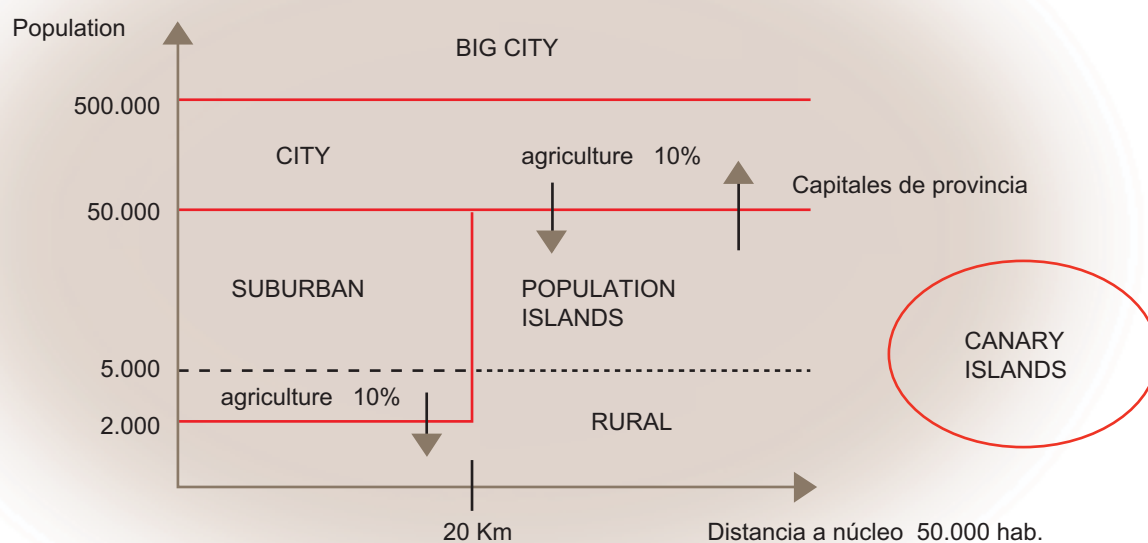 Population
BIG CITY
500.000
CITY
agriculture 10%
Capitales de provincia
50.000
SUBURBAN
POPULATION
ISLANDS
CANARY
ISLANDS
5.000
agriculture 10%
2.000
RURAL
20 Km
Distancia a núcleo 50.000 hab.